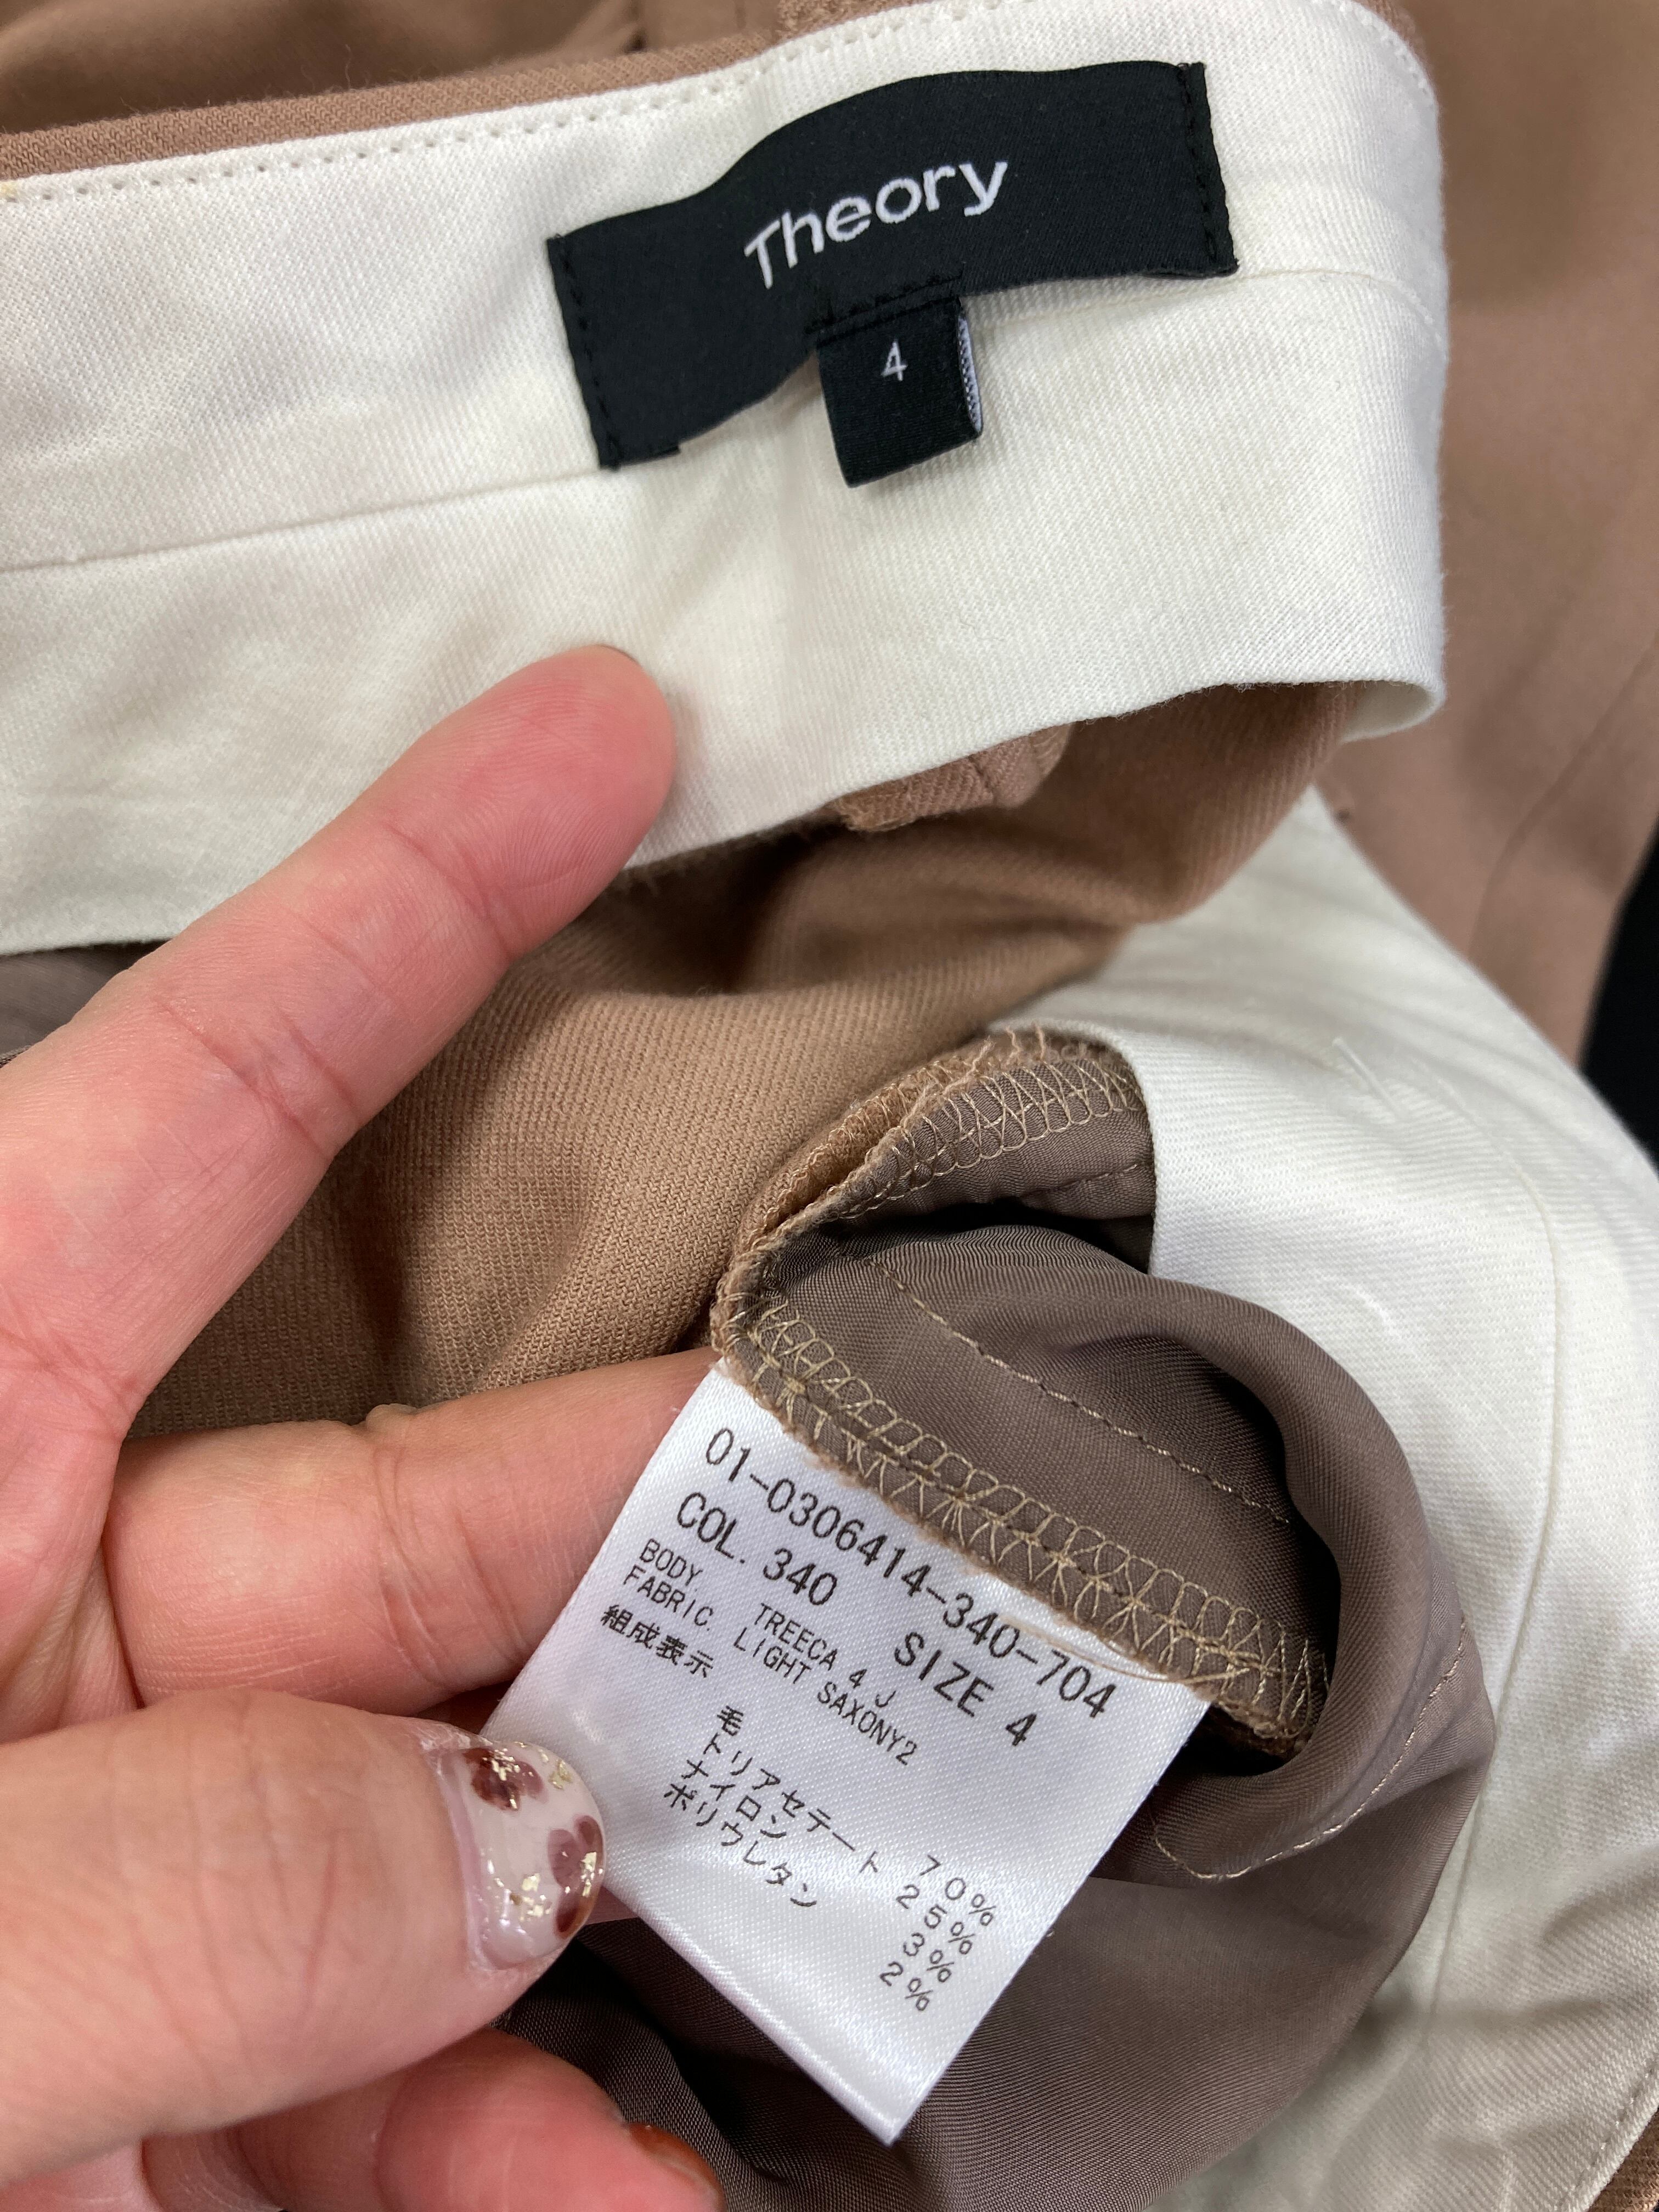 Theory
4
01-0306414-340-704
COL. 340 SIZE 4
BODY. TREECA 4 J
FABRIC. LIGHT SAXONY2
組成表示
毛 70%
トリアセテート 25%
ナイロン 3%
ポリウレタン 2%